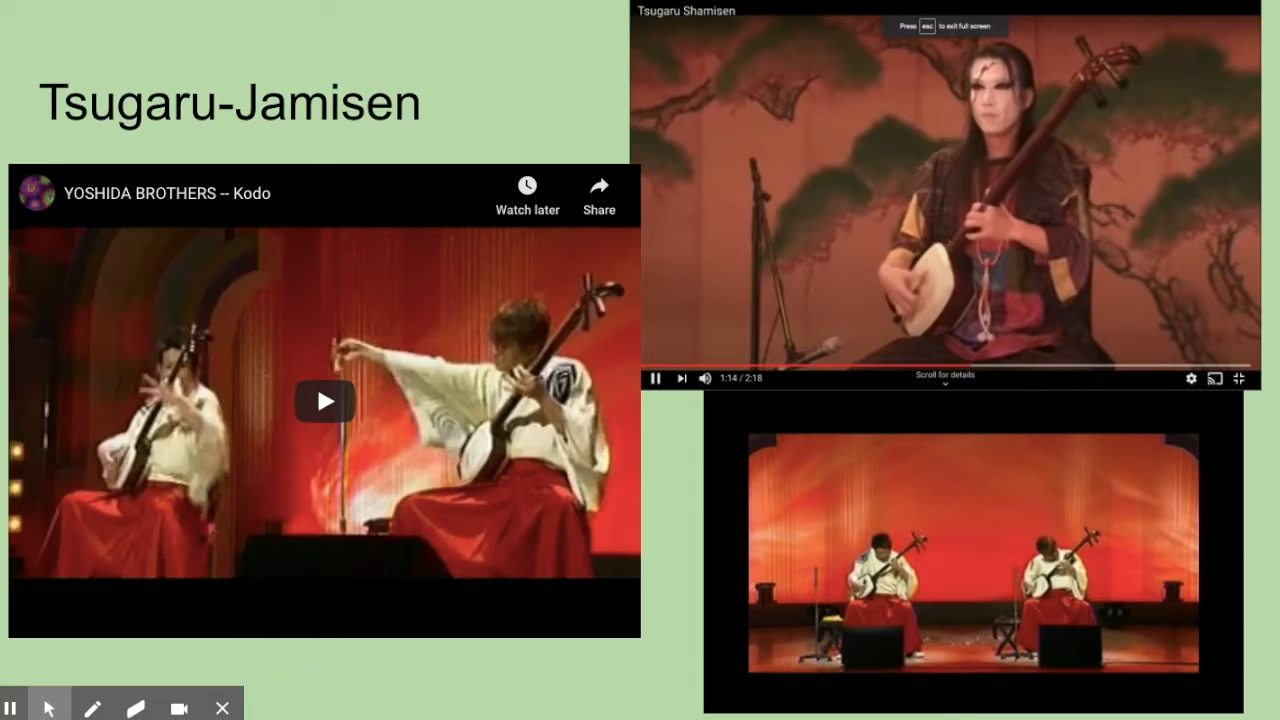 Tsugaru-Jamisen
YOSHIDA BROTHERS -- Kodo
Watch later
Share
Tsugaru Shamisen
Press esc to exit full screen
1:14 / 2:18
Scroll for details